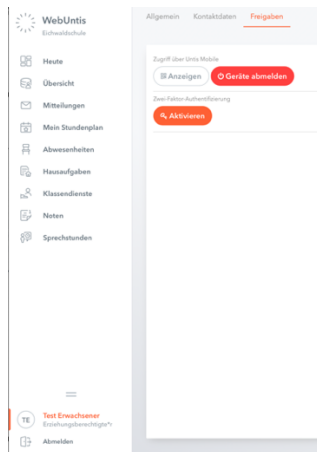 WebUntis
Eichwaldschule
Heute
Übersicht
Mitteilungen
Mein Stundenplan
Abwesenheiten
Hausaufgaben
Klassendienste
Noten
Sprechstunden
TE
Test Erwachsener
Erziehungsberechtigte*r
Abmelden
Allgemein Kontaktdaten Freigaben
Zugriff über Untis Mobile
Anzeigen Geräte abmelden
Zwei-Faktor-Authentifizierung
Aktivieren